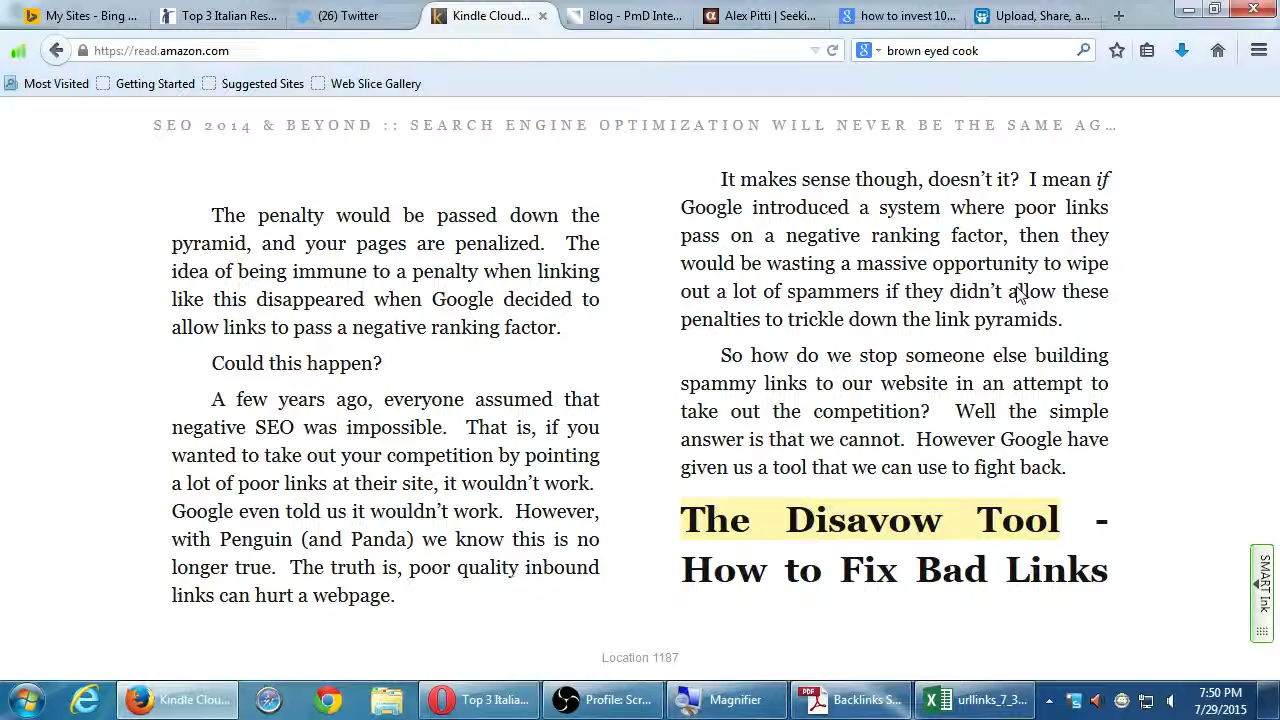 My Sites - Bing ...
Top 3 Italian Res...
(26) Twitter
Kindle Cloud...
Blog - PmD Inte...
Alex Pitti | Seeki...
how to invest 10...
Upload, Share, a...
https://read.amazon.com
brown eyed cook
Most Visited
Getting Started
Suggested Sites
Web Slice Gallery
SEO 2014 & BEYOND :: SEARCH ENGINE OPTIMIZATION WILL NEVER BE THE SAME AG...
The penalty would be passed down the
pyramid, and your pages are penalized. The
idea of being immune to a penalty when linking
like this disappeared when Google decided to
allow links to pass a negative ranking factor.
Could this happen?
A few years ago, everyone assumed that
negative SEO was impossible. That is, if you
wanted to take out your competition by pointing
a lot of poor links at their site, it wouldn't work.
Google even told us it wouldn't work. However,
with Penguin (and Panda) we know this is no
longer true. The truth is, poor quality inbound
links can hurt a webpage.
It makes sense though, doesn't it? I mean if
Google introduced a system where poor links
pass on a negative ranking factor, then they
would be wasting a massive opportunity to wipe
out a lot of spammers if they didn't allow these
penalties to trickle down the link pyramids.
So how do we stop someone else building
spammy links to our website in an attempt to
take out the competition? Well the simple
answer is that we cannot. However Google have
given us a tool that we can use to fight back.
The Disavow Tool -
How to Fix Bad Links
Location 1187
SMART Ink
Kindle Clou...
Top 3 Italia...
Profile: Scr...
Magnifier
PDF
Backlinks S...
urllinks_7_3...
7:50 PM
7/29/2015